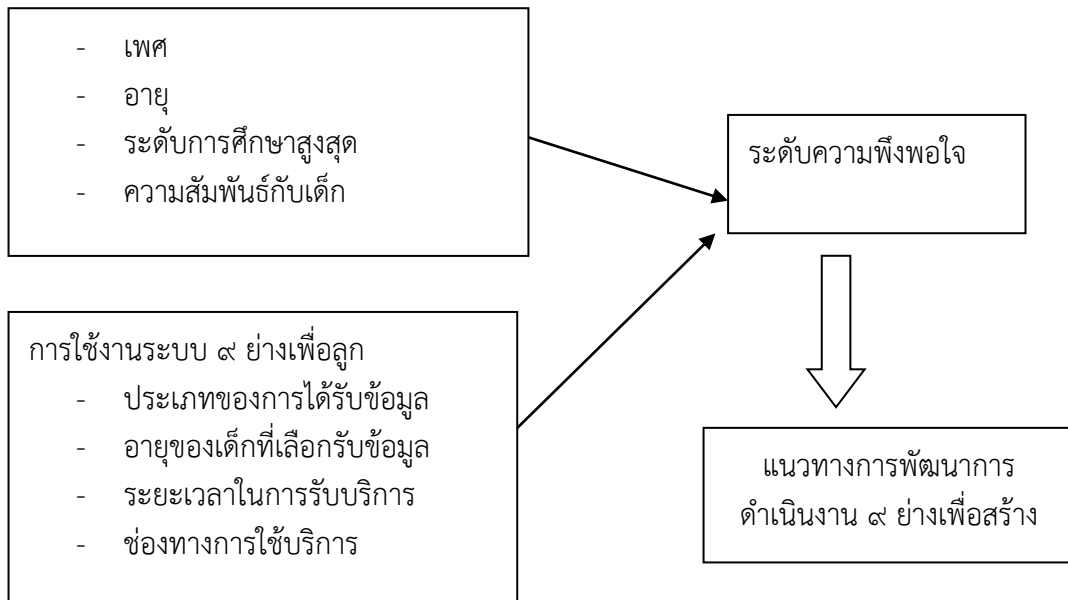 - เพศ
- อายุ
- ระดับการศึกษาสูงสุด
- ความสัมพันธ์กับเด็ก
ระดับความพึงพอใจ
การใช้งานระบบ ๙ ย่างเพื่อลูก
- ประเภทของการได้รับข้อมูล
- อายุของเด็กที่เลือกรับข้อมูล
- ระยะเวลาในการรับบริการ
- ช่องทางการใช้บริการ
แนวทางการพัฒนาการ
ดำเนินงาน ๙ ย่างเพื่อสร้าง